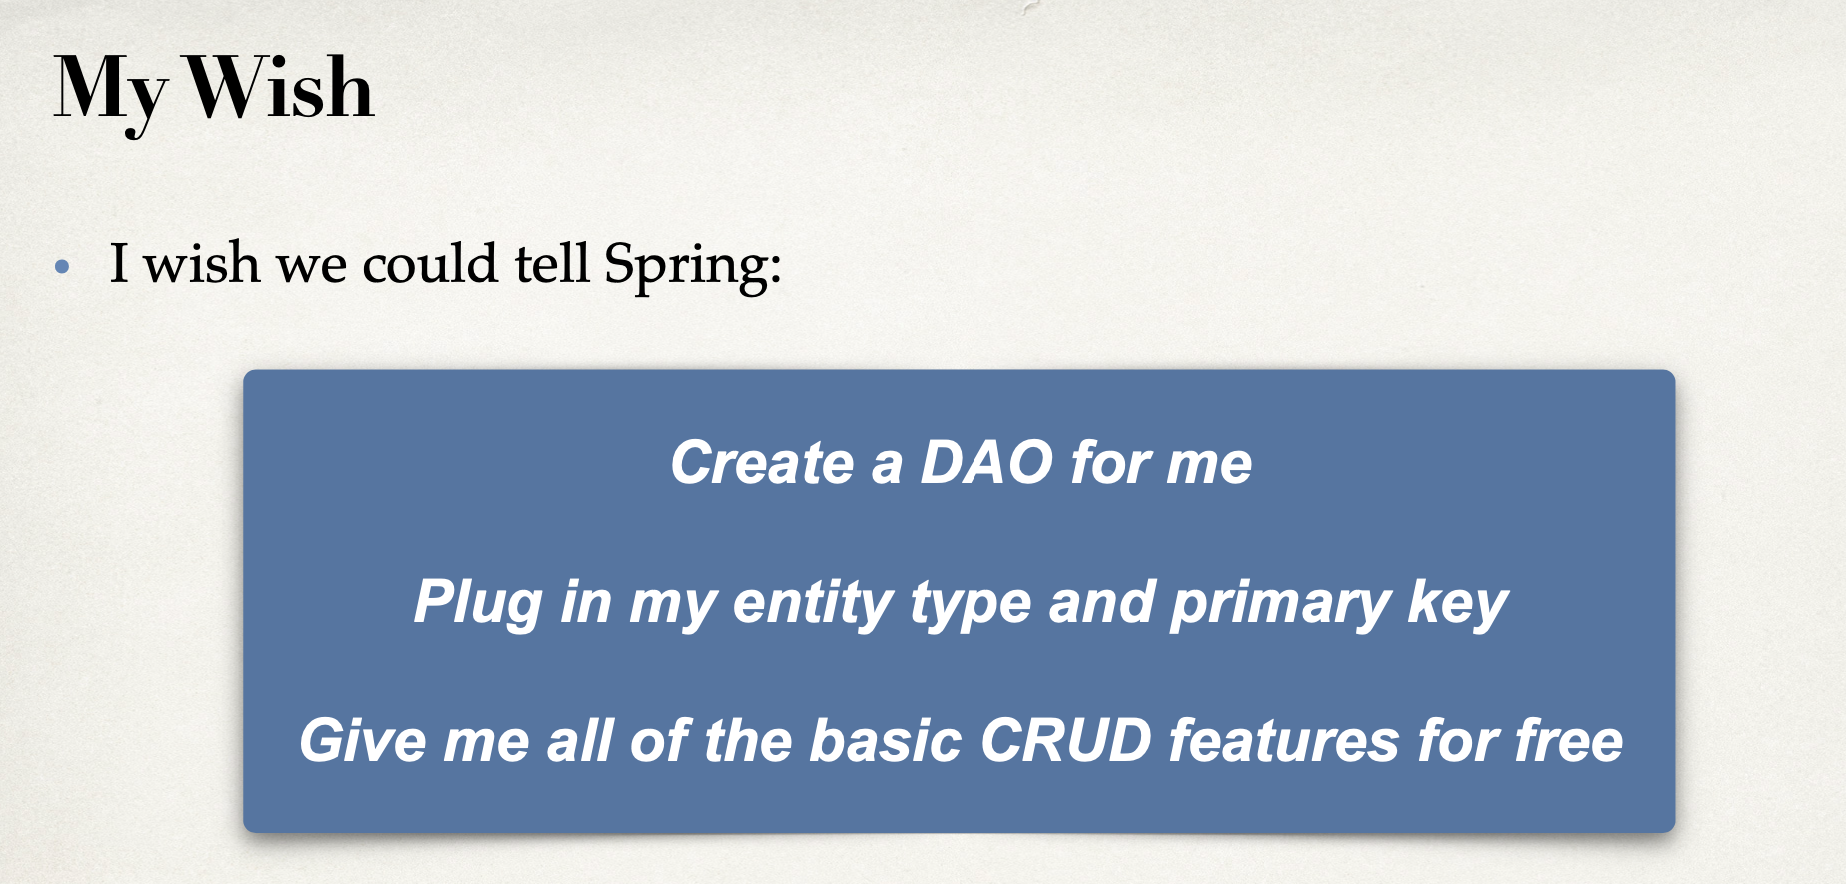 My Wish
• I wish we could tell Spring:
Create a DAO for me
Plug in my entity type and primary key
Give me all of the basic CRUD features for free